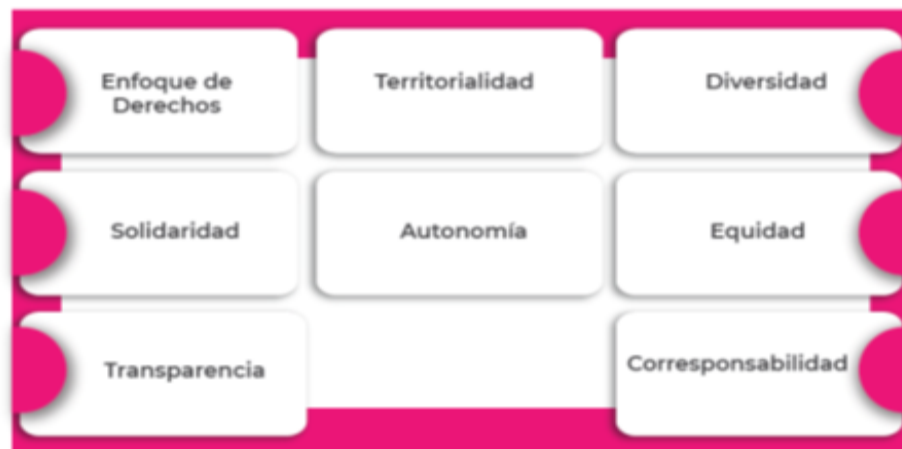 Enfoque de
Derechos
Territorialidad
Diversidad
Solidaridad
Autonomía
Equidad
Transparencia
Corresponsabilidad